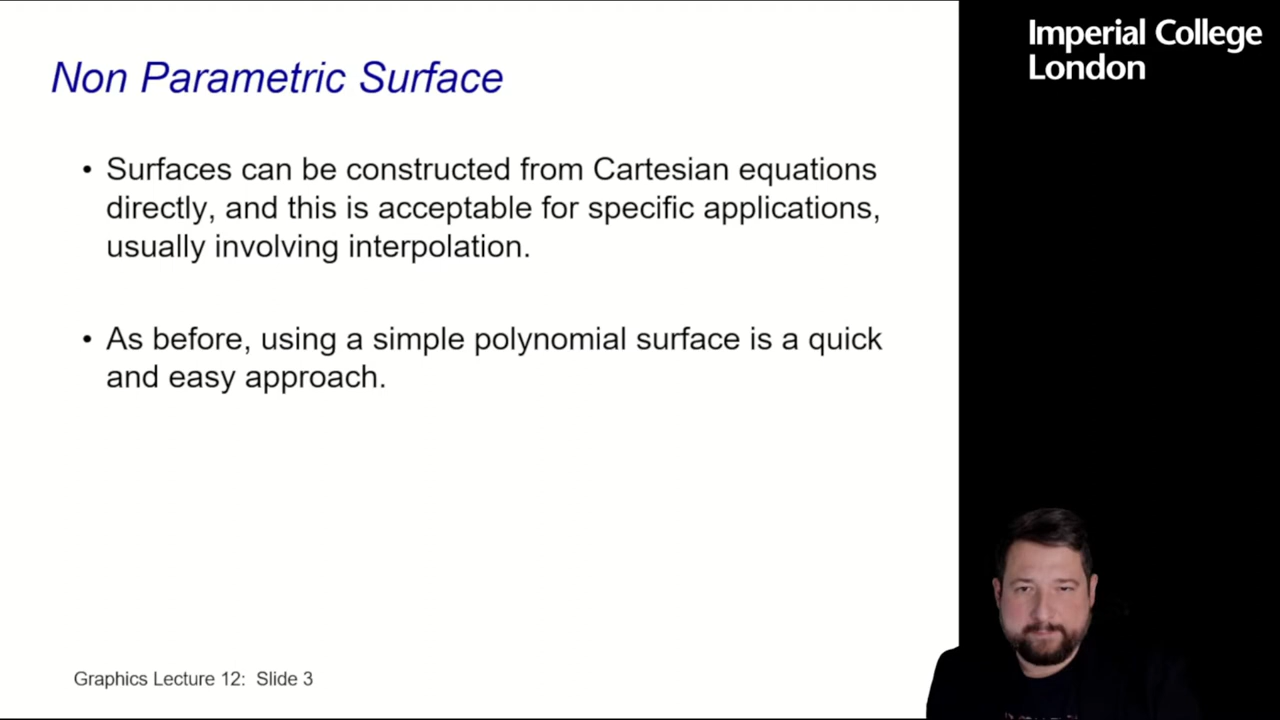 Non Parametric Surface
• Surfaces can be constructed from Cartesian equations
directly, and this is acceptable for specific applications,
usually involving interpolation.
• As before, using a simple polynomial surface is a quick
and easy approach.
Graphics Lecture 12: Slide 3
Imperial College
London